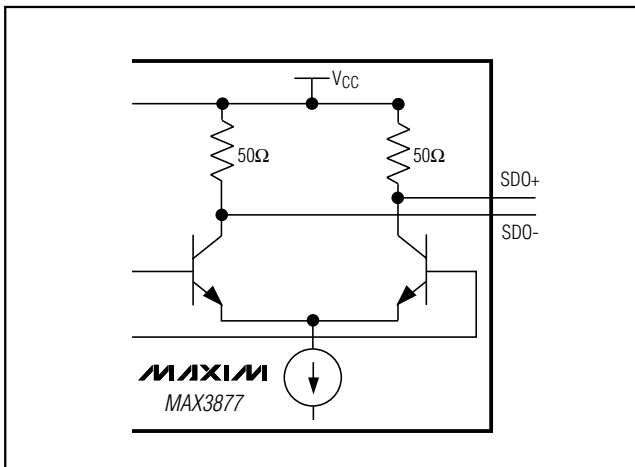 VCC
50Ω
50Ω
SDO+
SDO-
MAXIM
MAX3877